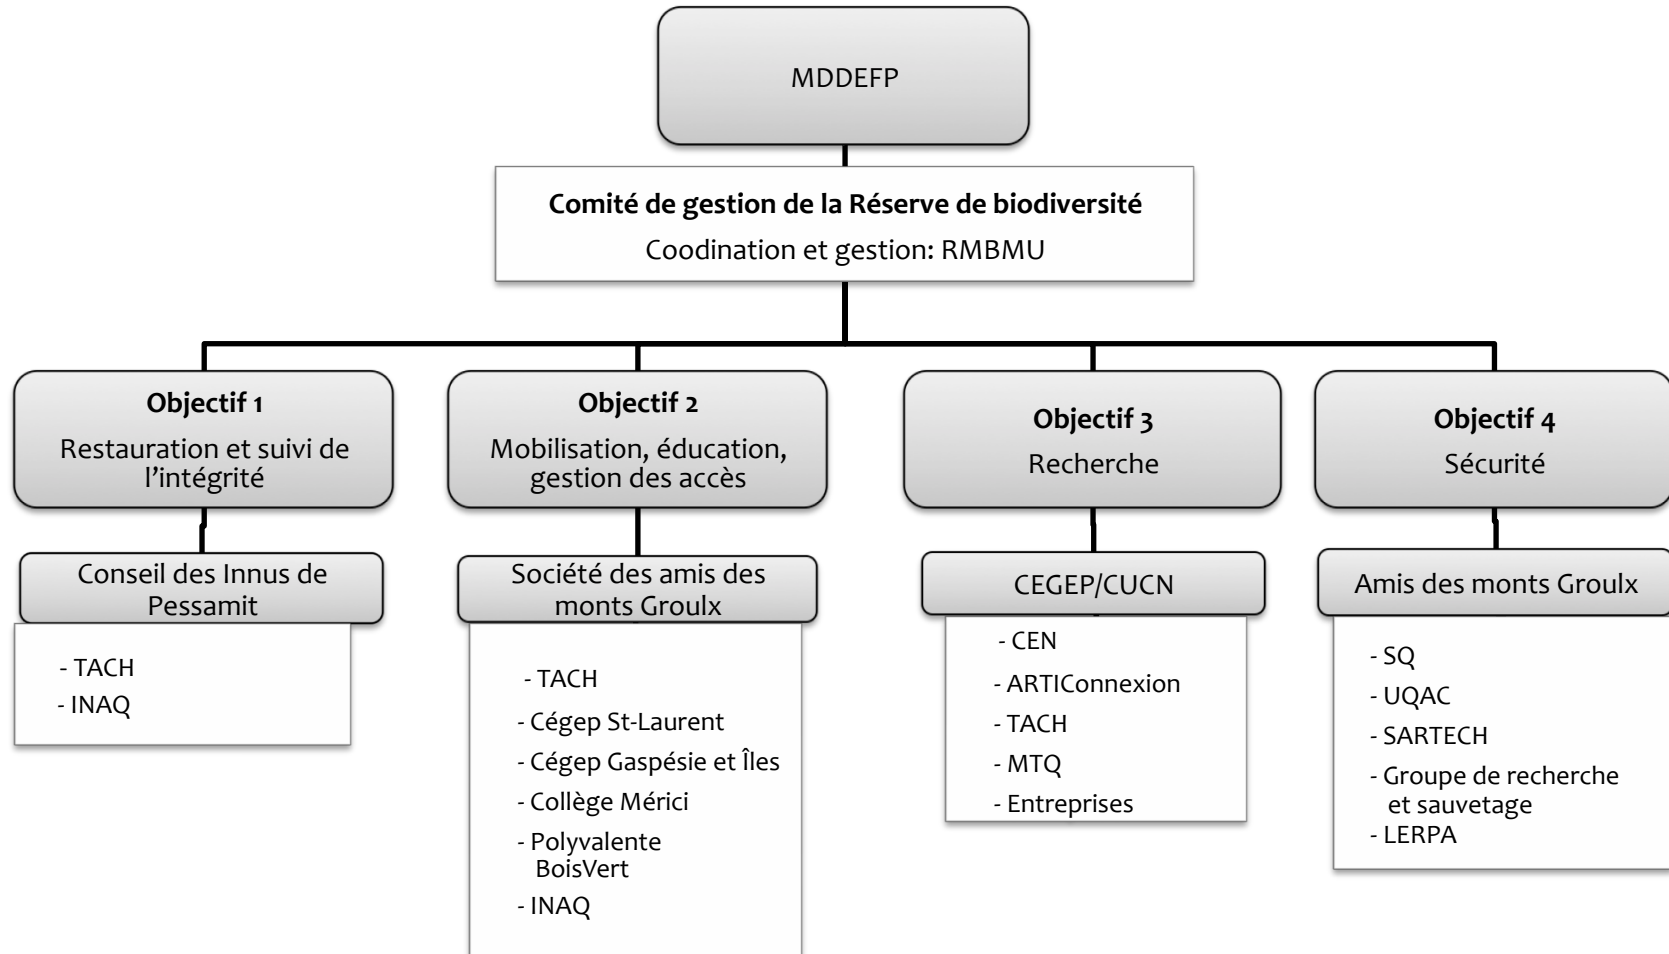 MDDEFP
Comité de gestion de la Réserve de biodiversité
Coodination et gestion: RMBMU
Objectif 1
Restauration et suivi de
l'intégrité
Conseil des Innus de
Pessamit
- TACH
- INAQ
Objectif 2
Mobilisation, éducation,
gestion des accès
Société des amis des
monts Groulx
- TACH
- Cégep St-Laurent
- Cégep Gaspésie et Îles
- Collège Mérici
- Polyvalente
BoisVert
- INAQ
Objectif 3
Recherche
CEGEP/CUCN
- CEN
- ARTIConnexion
- TACH
- MTQ
- Entreprises
Objectif 4
Sécurité
Amis des monts Groulx
- SQ
- UQAC
- SARTECH
- Groupe de recherche
et sauvetage
- LERPA